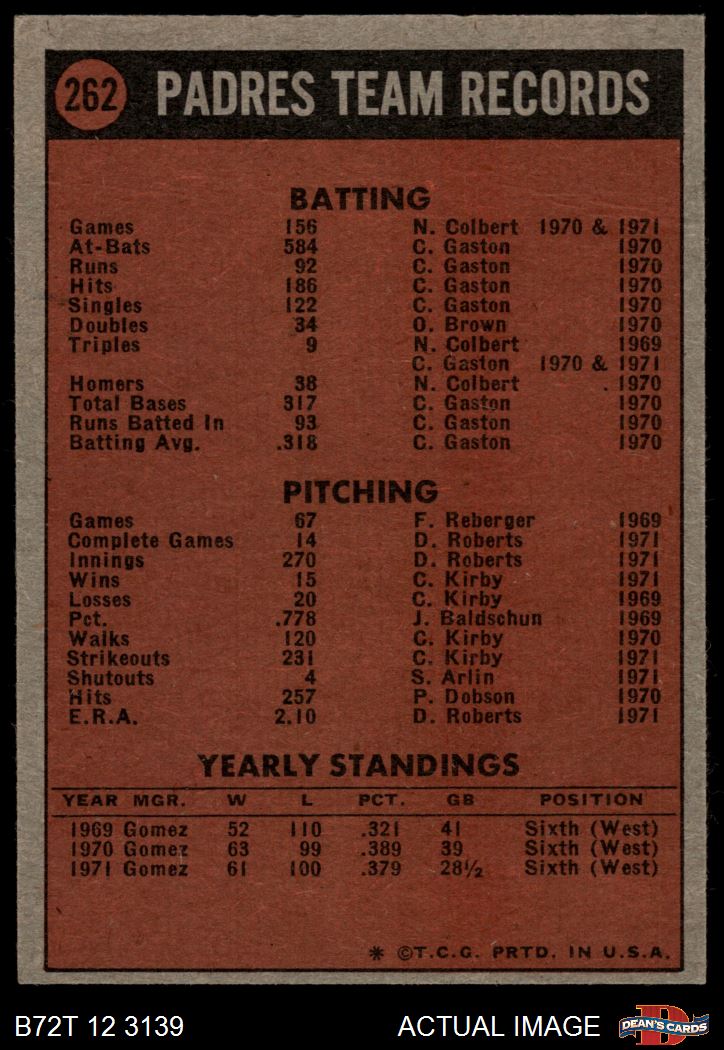 262 PADRES TEAM RECORDS
BATTING
Games 156 N. Colbert 1970 & 1971
At-Bats 584 C. Gaston 1970
Runs 92 C. Gaston 1970
Hits 186 C. Gaston 1970
Singles 122 C. Gaston 1970
Doubles 34 O. Brown 1970
Triples 9 N. Colbert 1969
C. Gaston 1970 & 1971
Homers 38 N. Colbert 1970
Total Bases 317 C. Gaston 1970
Runs Batted In 93 C. Gaston 1970
Batting Avg. .318 C. Gaston 1970
PITCHING
Games 67 F. Reberger 1969
Complete Games 14 D. Roberts 1971
Innings 270 D. Roberts 1971
Wins 15 C. Kirby 1971
Losses 20 C. Kirby 1969
Pct. .778 J. Baldschun 1969
Walks 120 C. Kirby 1970
Strikeouts 231 C. Kirby 1971
Shutouts 4 S. Arlin 1971
Hits 257 P. Dobson 1970
E.R.A. 2.10 D. Roberts 1971
YEARLY STANDINGS
YEAR MGR. W L PCT. GB POSITION
1969 Gomez 52 110 .321 41 Sixth (West)
1970 Gomez 63 99 .389 39 Sixth (West)
1971 Gomez 61 100 .379 28½ Sixth (West)
* ©T.C.G. PRTD. IN U.S.A.
B72T 12 3139 ACTUAL IMAGE D DEAN'S CARDS